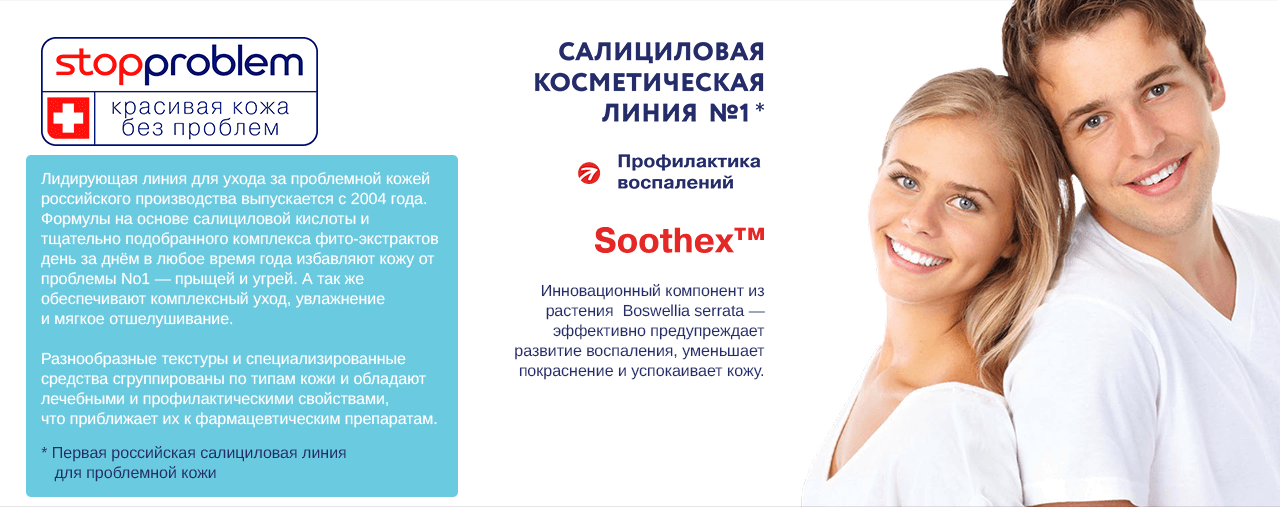 stopproblem
красивая кожа
без проблем
Лидирующая линия для ухода за проблемной кожей
российского производства выпускается с 2004 года.
Формулы на основе салициловой кислоты и
тщательно подобранного комплекса фито-экстрактов
день за днём в любое время года избавляют кожу от
проблемы No1 — прыщей и угрей. А так же
обеспечивают комплексный уход, увлажнение
и мягкое отшелушивание.
Разнообразные текстуры и специализированные
средства сгруппированы по типам кожи и обладают
лечебными и профилактическими свойствами,
что приближает их к фармацевтическим препаратам.
* Первая российская салициловая линия
для проблемной кожи
САЛИЦИЛОВАЯ
КОСМЕТИЧЕСКАЯ
ЛИНИЯ №1 *
Профилактика
воспалений
Soothex™
Инновационный компонент из
растения Boswellia serrata —
эффективно предупреждает
развитие воспаления, уменьшает
покраснение и успокаивает кожу.